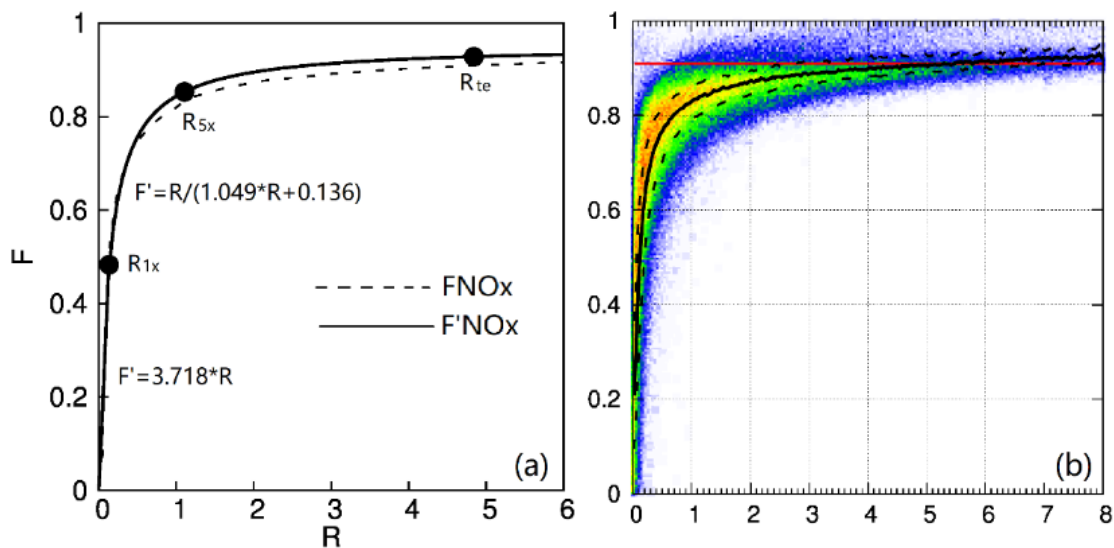 1
0.8
0.6
0.4
0.2
0
F
R5x
Rte
F'=R/(1.049*R+0.136)
R1x
FNOx
F'NOx
F'=3.718*R
(a)
0 1 2 3 4 5 6
R
1
0.8
0.6
0.4
0.2
0
(b)
0 1 2 3 4 5 6 7 8